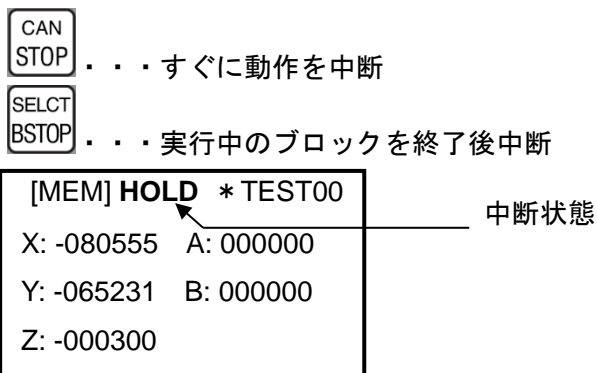 CAN
STOP・・・すぐに動作を中断
SELCT
BSTOP・・・実行中のブロックを終了後中断
[MEM] HOLD ＊TEST00
中断状態
X: -080555 A: 000000
Y: -065231 B: 000000
Z: -000300